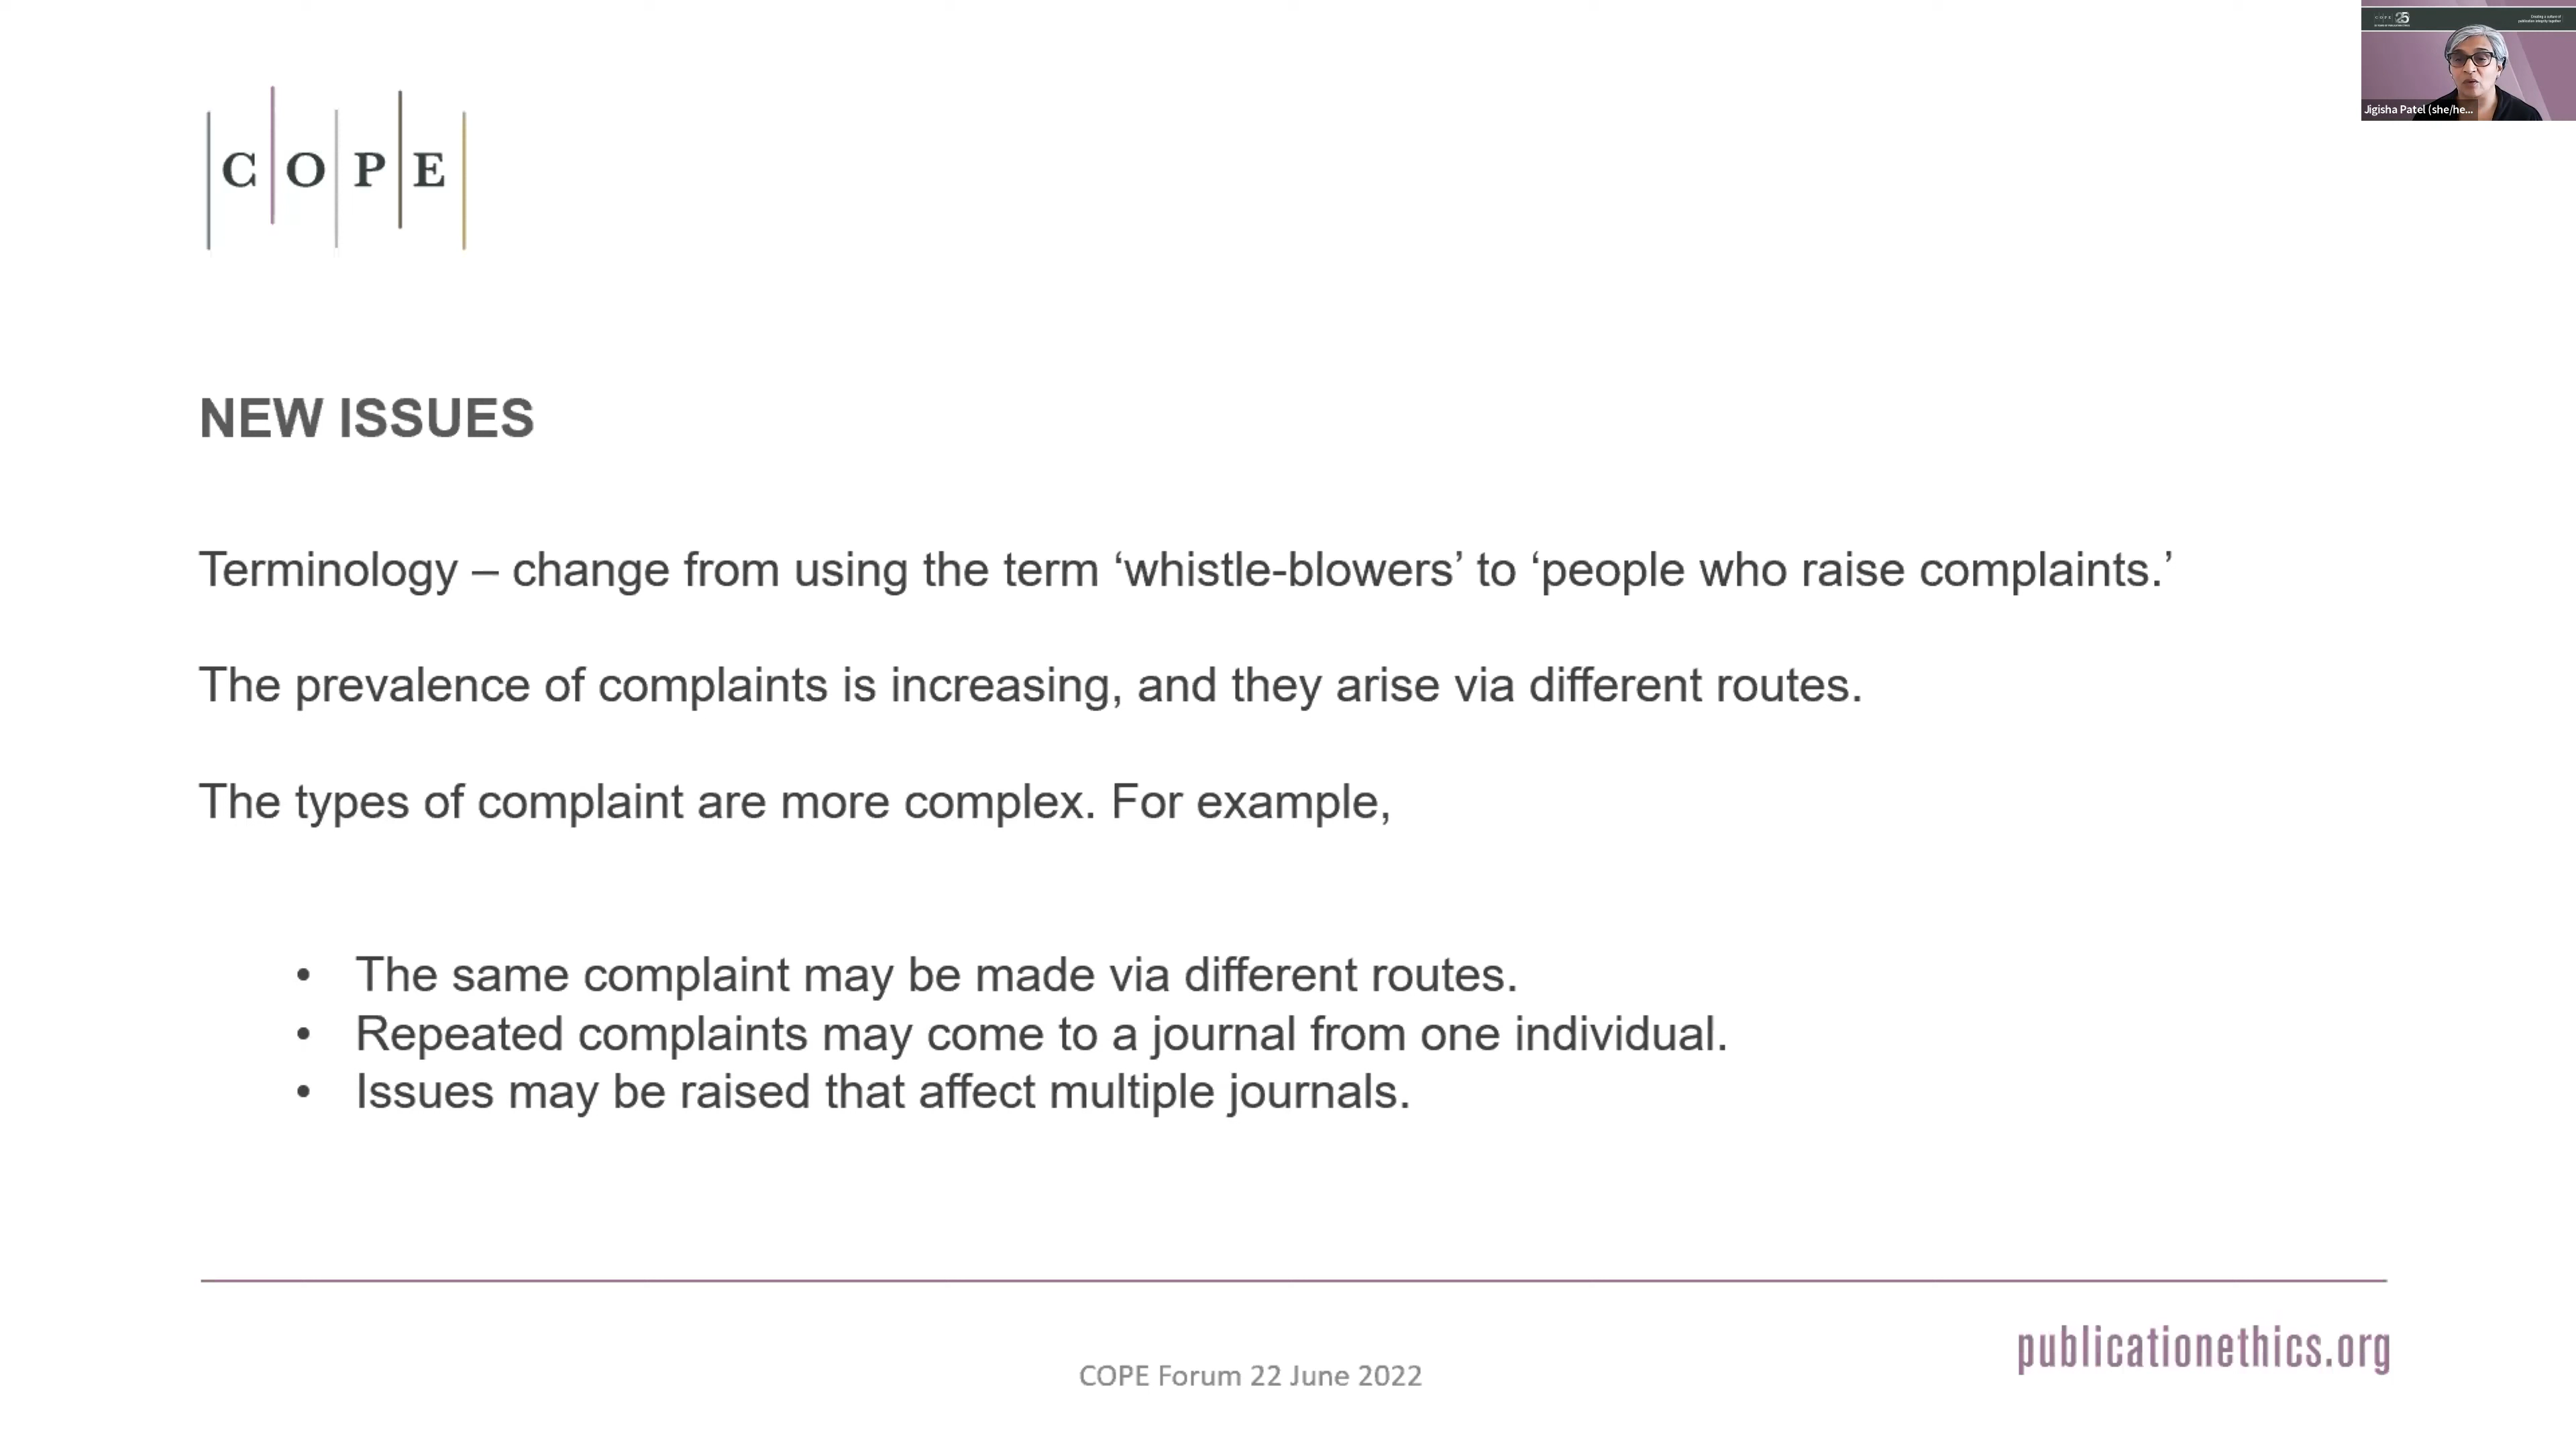 COPE
25
Jigisha Patel (she/he...
NEW ISSUES
Terminology – change from using the term ‘whistle-blowers’ to ‘people who raise complaints.’
The prevalence of complaints is increasing, and they arise via different routes.
The types of complaint are more complex. For example,
• The same complaint may be made via different routes.
• Repeated complaints may come to a journal from one individual.
• Issues may be raised that affect multiple journals.
COPE Forum 22 June 2022
publicationethics.org